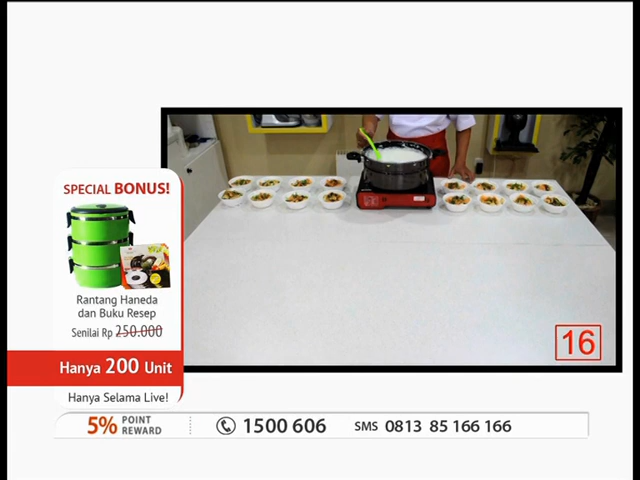 SPECIAL BONUS!
Rantang Haneda
dan Buku Resep
Senilai Rp 250.000
Hanya 200 Unit
Hanya Selama Live!
16
5% POINT
REWARD
1500 606
SMS 0813 85 166 166